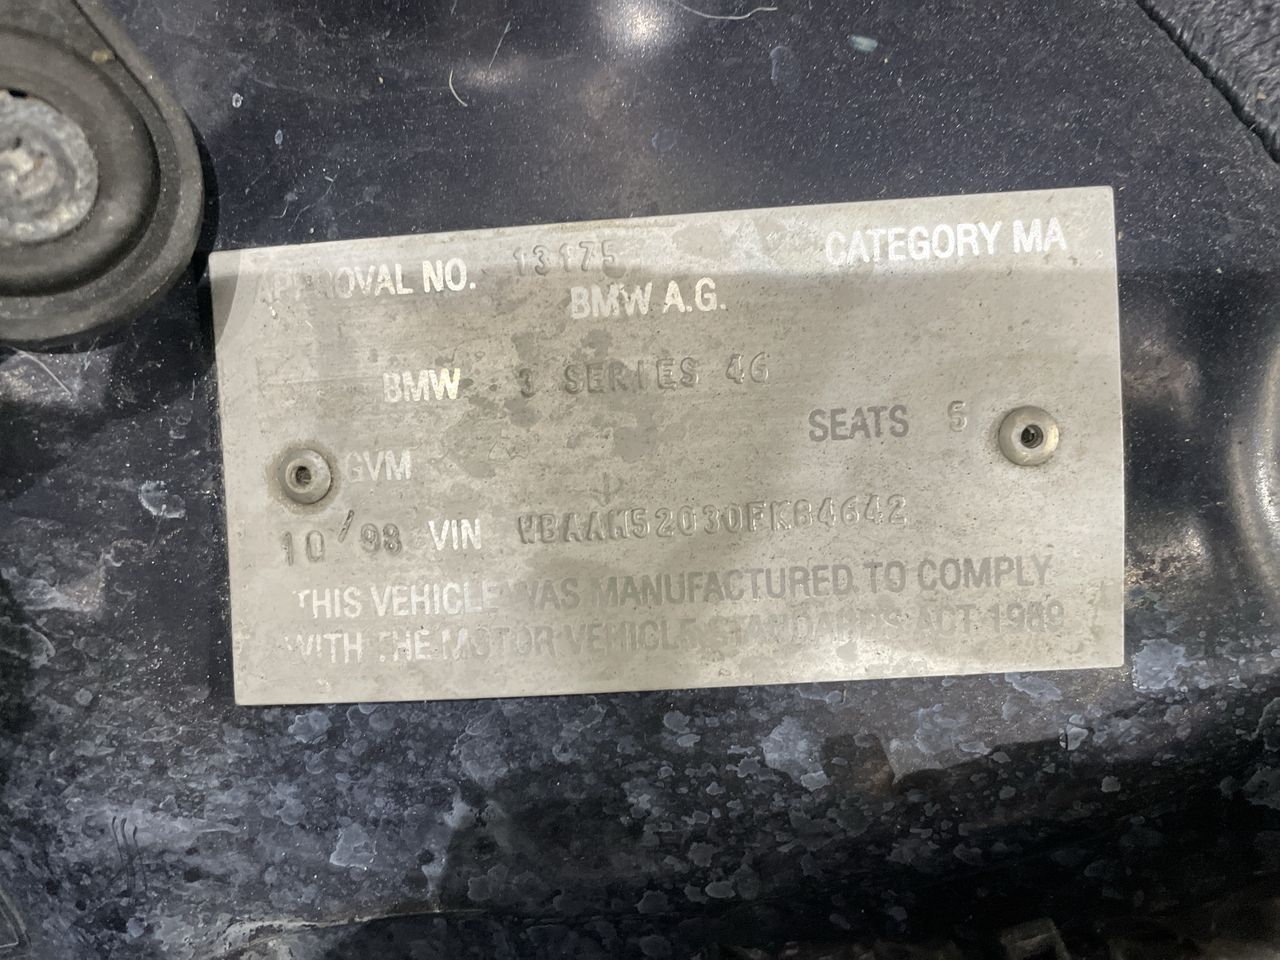 APPROVAL NO. 13175 CATEGORY MA
BMW A.G.
BMW 3 SERIES 46
SEATS 5
GVM
10/98 VIN WBAAM52030FK84642
THIS VEHICLE WAS MANUFACTURED TO COMPLY
WITH THE MOTOR VEHICLE STANDARDS ACT 1989